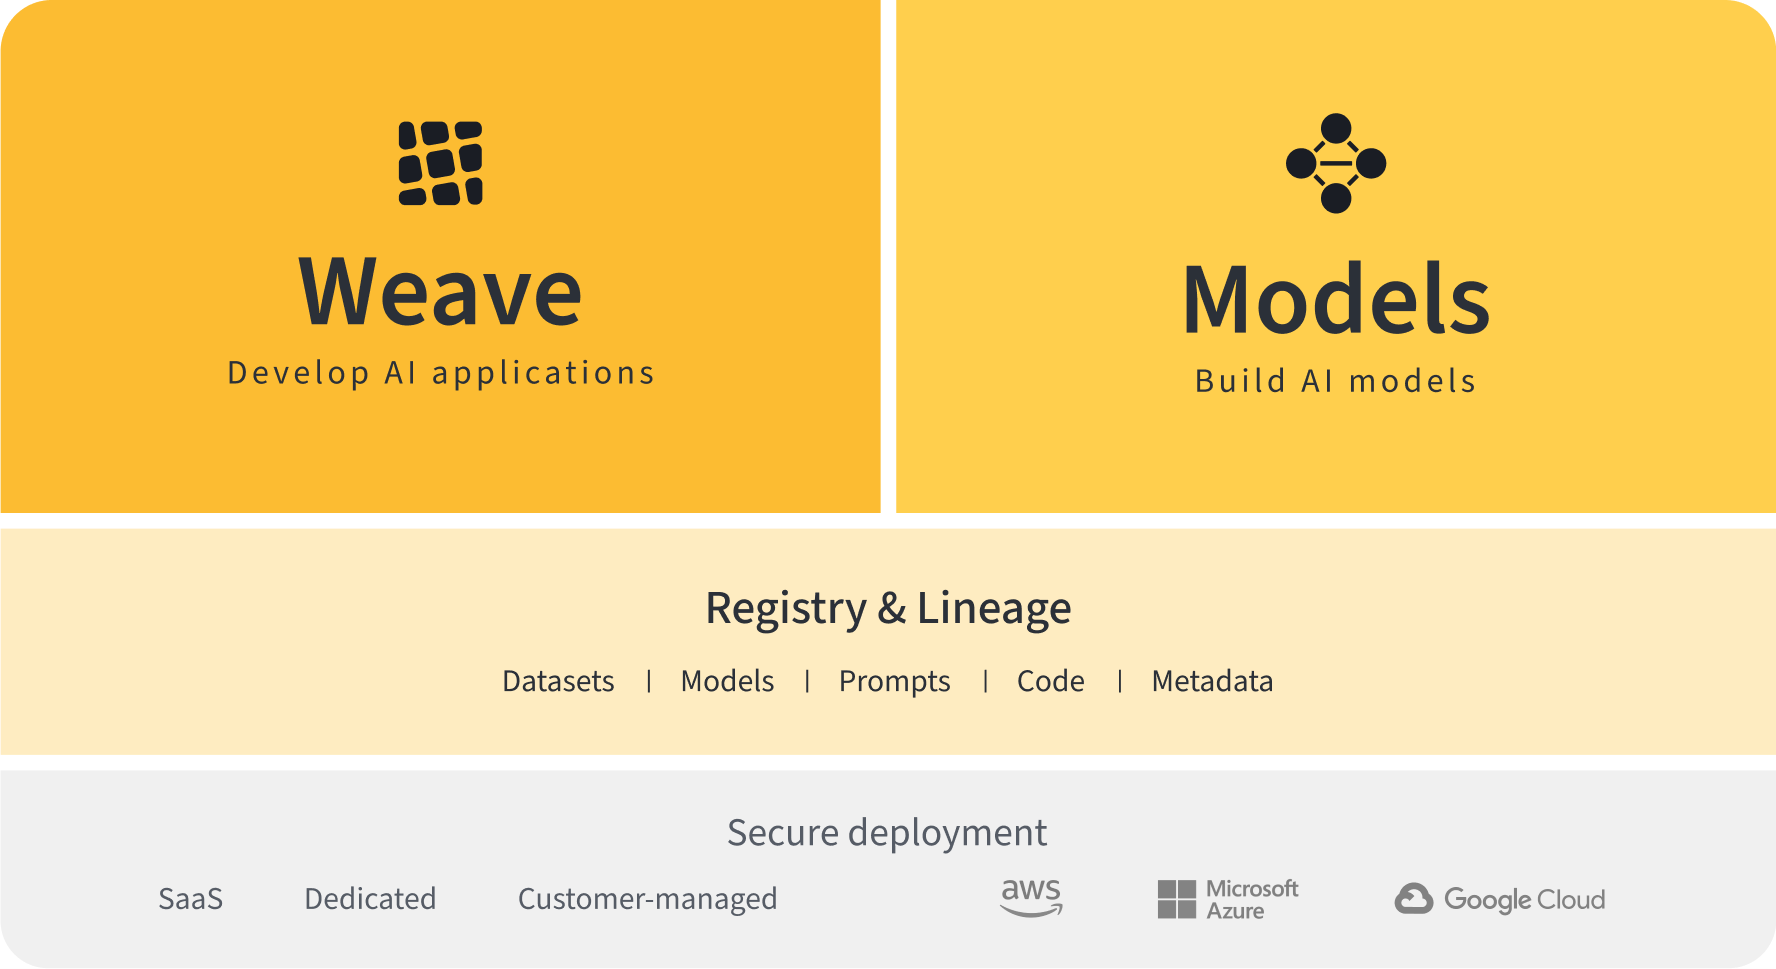 Weave
Develop AI applications
Models
Build AI models
Registry & Lineage
Datasets | Models | Prompts | Code | Metadata
Secure deployment
SaaS Dedicated Customer-managed aws Microsoft Azure Google Cloud